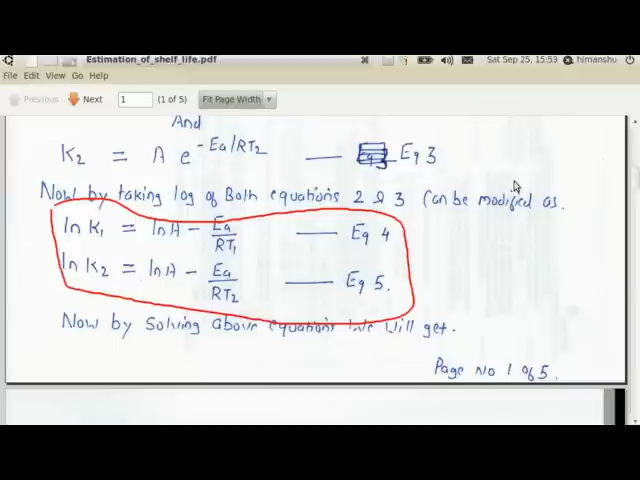 Estimation_of_shelf_life.pdf Sat Sep 25, 15:53 himanshu
File Edit View Go Help
Previous Next 1 (1 of 5) Fit Page Width
And
K2 = A e^-Ea/RT2 — Eq 3
Now by taking log of Both equations 2 & 3 Can be modified as.
ln K1 = ln A - Ea/RT1 — Eq 4
ln K2 = ln A - Ea/RT2 — Eq 5.
Now by Solving above equations We Will get.
Page No 1 of 5.